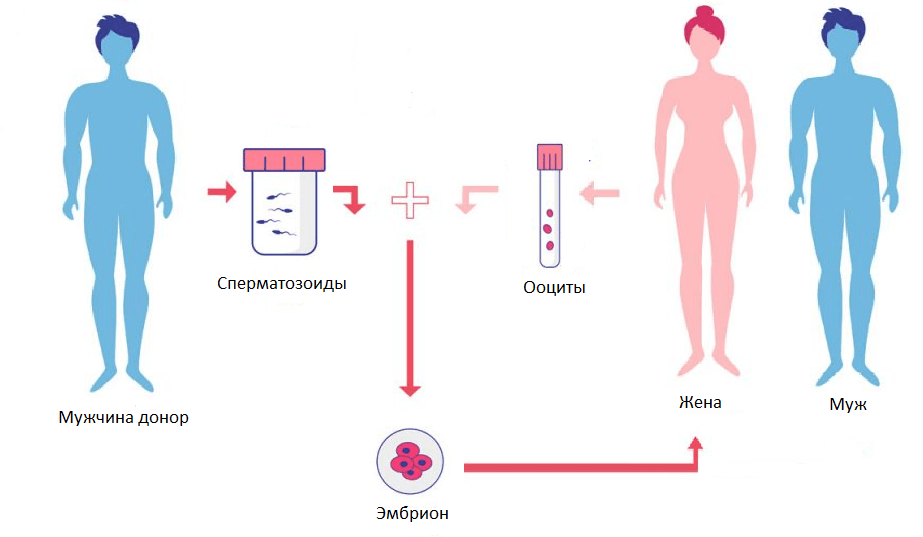 Сперматозоиды
Ооциты
Мужчина донор
Жена
Муж
Эмбрион